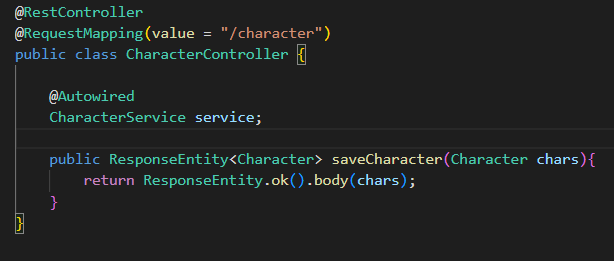 @RestController
@RequestMapping(value = "/character")
public class CharacterController {
@Autowired
CharacterService service;
public ResponseEntity<Character> saveCharacter(Character chars){
return ResponseEntity.ok().body(chars);
}
}